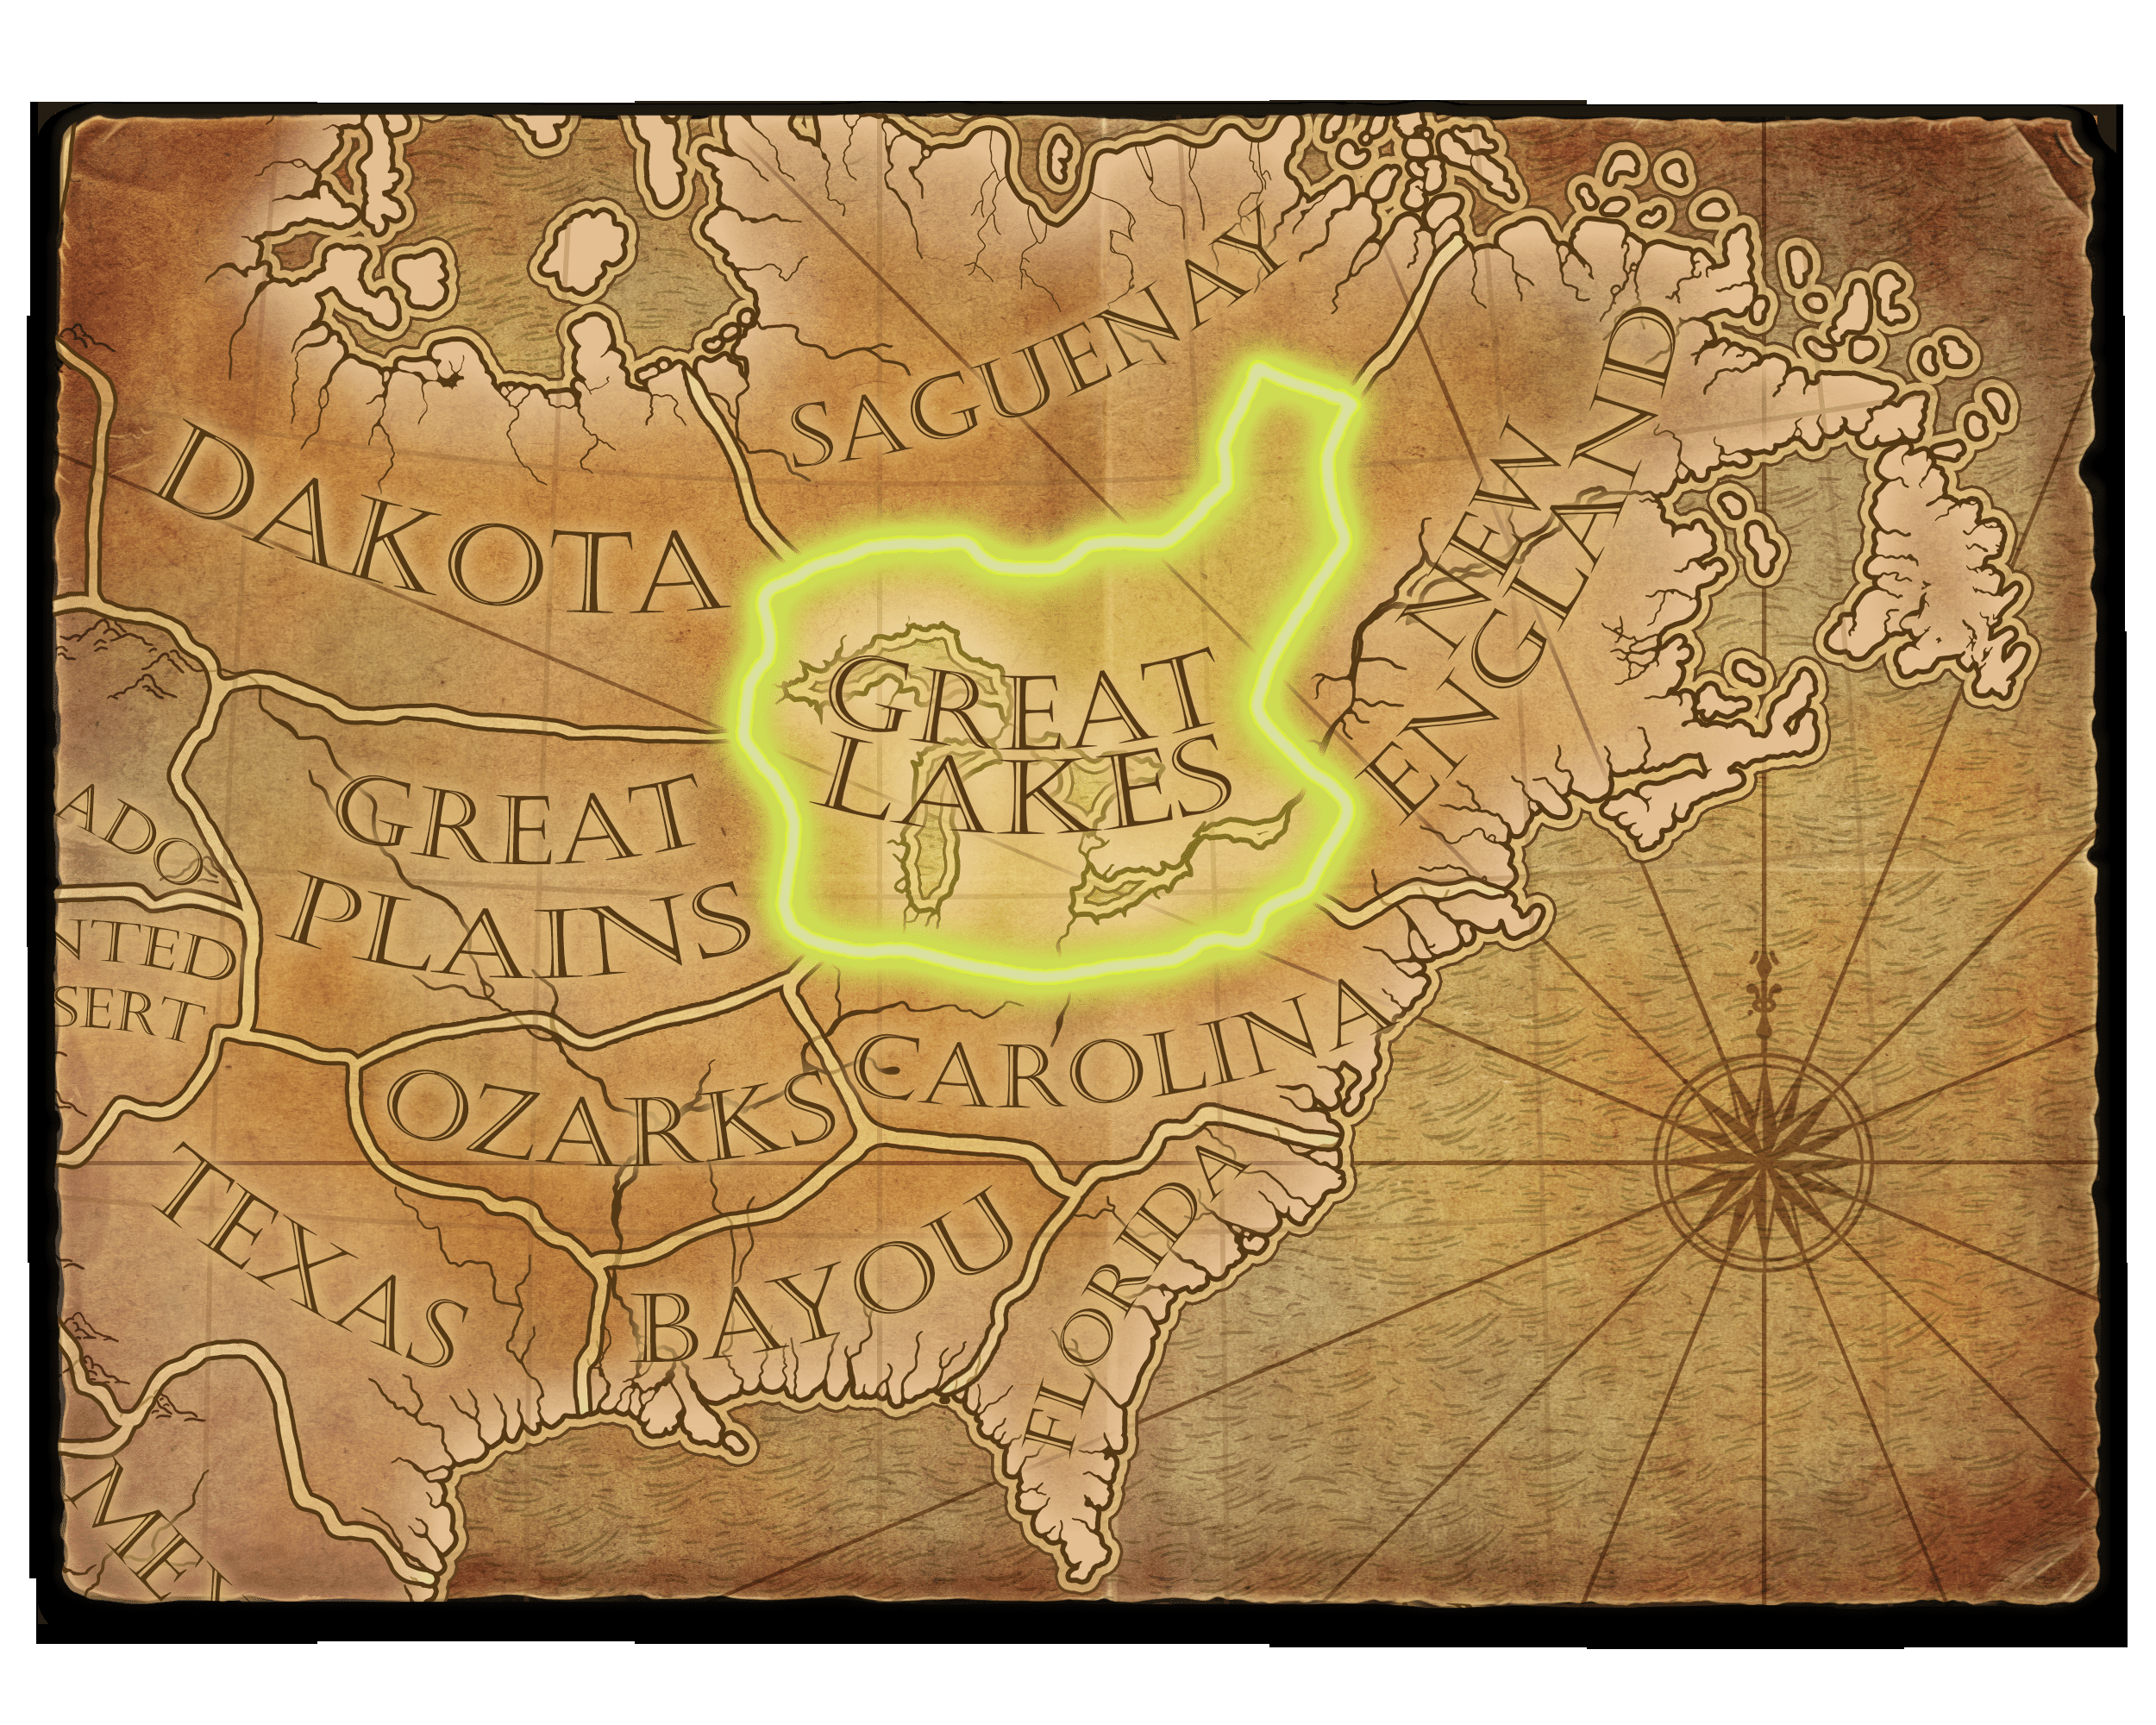 SAGUENAY
DAKOTA
NEW
ENGLAND
GREAT
LAKES
GREAT
PLAINS
ADO
NTED
SERT
OZARKS
CAROLINA
TEXAS
BAYOU
FLORIDA
ME